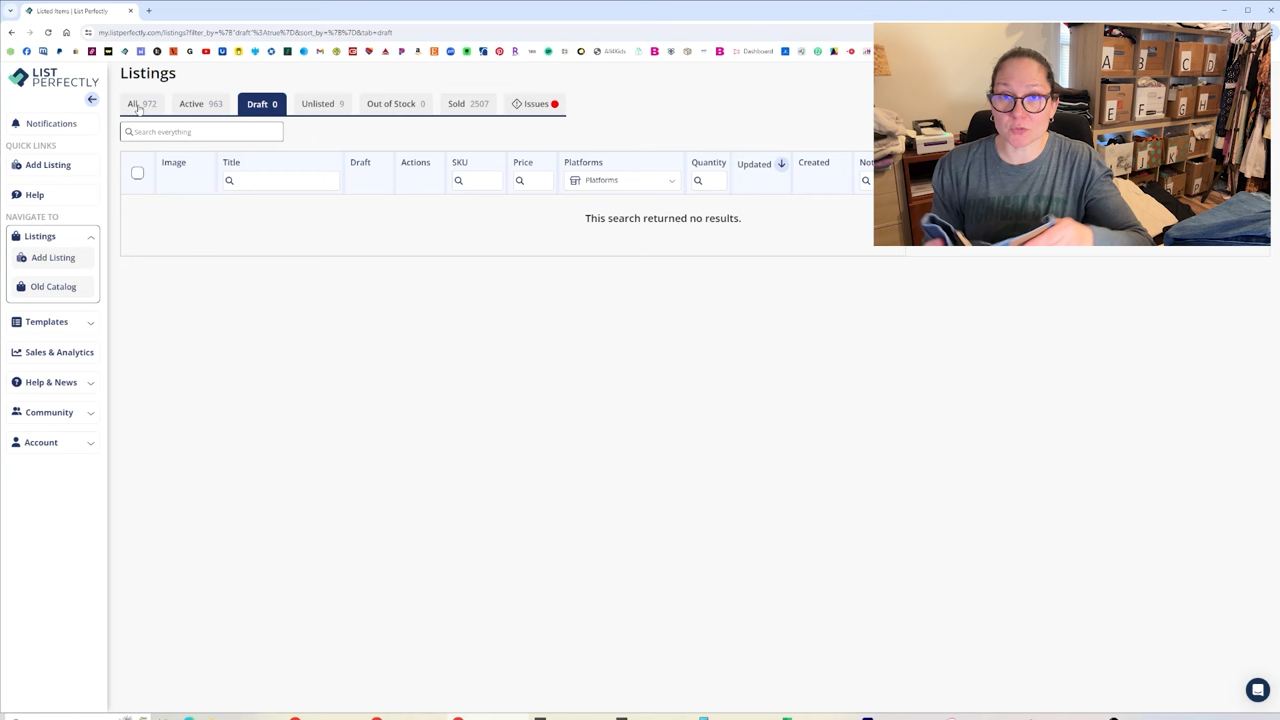 Listed Items | List Perfectly
my.listperfectly.com/listings?filter_by=%7B"draft"%3Atrue%7D&sort_by=%7B%7D&tab=draft
All4Kids
Dashboard
LIST
PERFECTLY
Notifications
QUICK LINKS
Add Listing
Help
NAVIGATE TO
Listings
Add Listing
Old Catalog
Templates
Sales & Analytics
Help & News
Community
Account
Listings
All 972
Active 963
Draft 0
Unlisted 9
Out of Stock 0
Sold 2507
Issues
Search everything
Image
Title
Draft
Actions
SKU
Price
Platforms
Quantity
Updated
Created
Not
Platforms
This search returned no results.
A
B
C
D
E
F
G
H